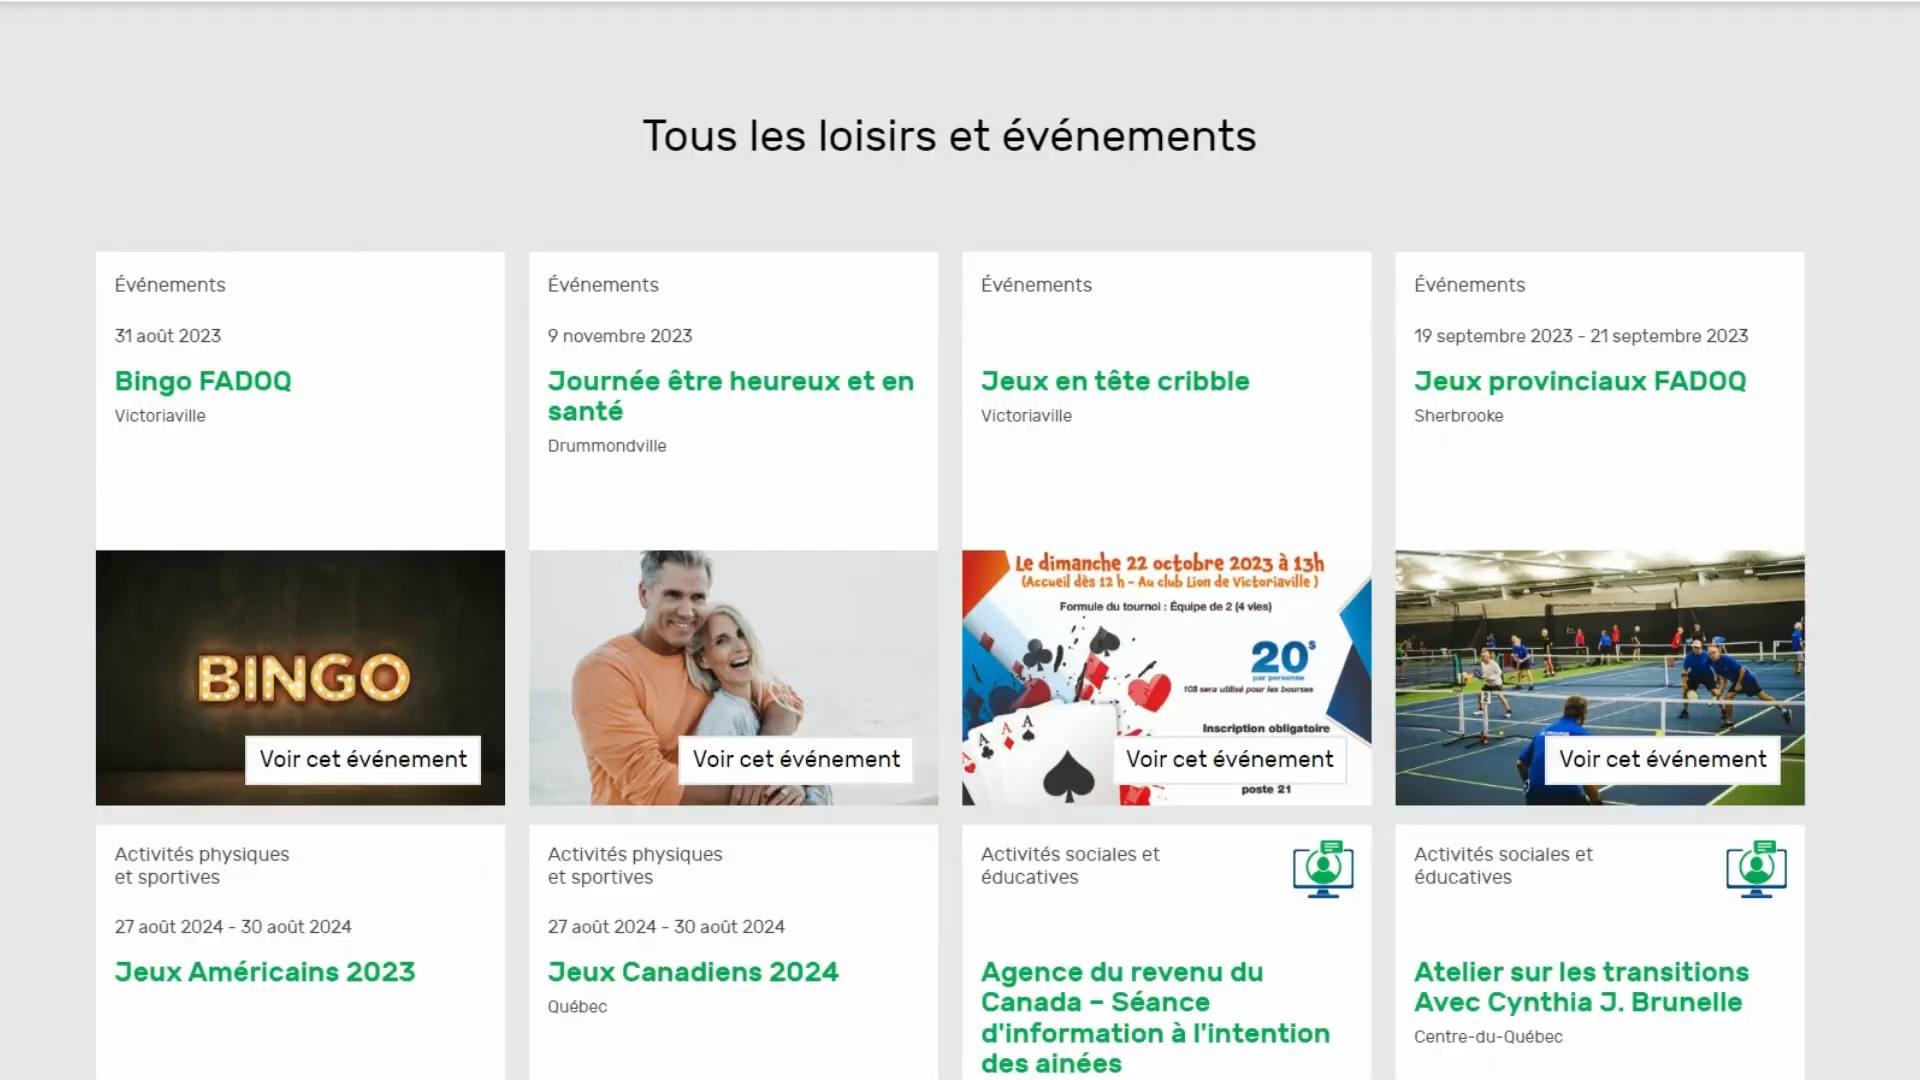 Tous les loisirs et événements
Événements
31 août 2023
Bingo FADOQ
Victoriaville
BINGO
Voir cet événement
Événements
9 novembre 2023
Journée être heureux et en
santé
Drummondville
Voir cet événement
Événements
Jeux en tête cribble
Victoriaville
Le dimanche 22 octobre 2023 à 13h
(Accueil dès 12 h - Au club Lion de Victoriaville )
Formule du tournoi : Équipe de 2 (4 vies)
20$
par personne
10$ sera utilisé pour les bourses
Inscription obligatoire
Voir cet événement
poste 21
Événements
19 septembre 2023 - 21 septembre 2023
Jeux provinciaux FADOQ
Sherbrooke
Voir cet événement
Activités physiques
et sportives
27 août 2024 - 30 août 2024
Jeux Américains 2023
Activités physiques
et sportives
27 août 2024 - 30 août 2024
Jeux Canadiens 2024
Québec
Activités sociales et
éducatives
Agence du revenu du
Canada – Séance
d'information à l'intention
des ainées
Activités sociales et
éducatives
Atelier sur les transitions
Avec Cynthia J. Brunelle
Centre-du-Québec